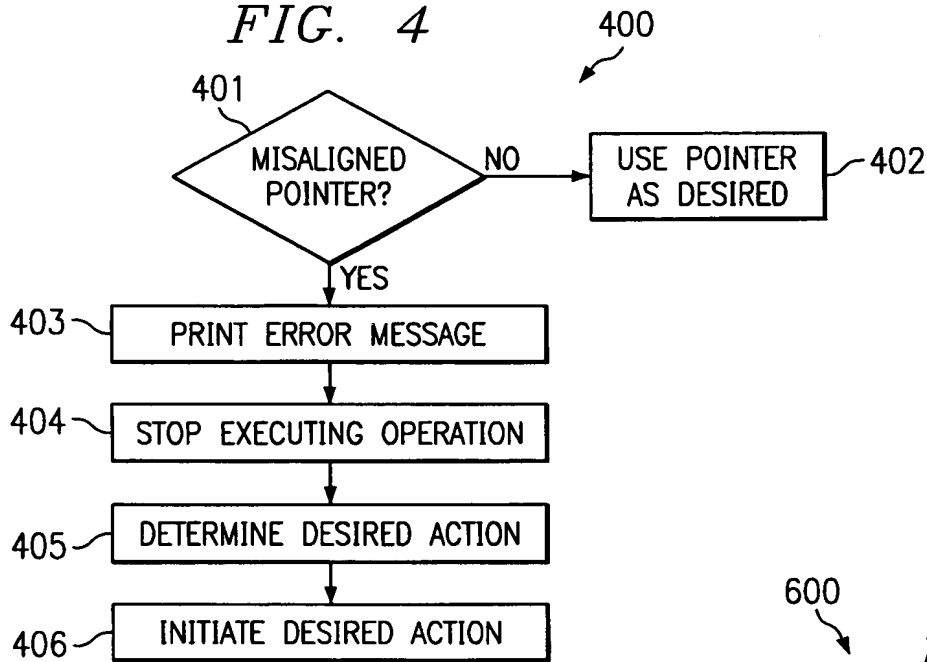 FIG. 4
400
401
MISALIGNED
POINTER?
NO
USE POINTER
AS DESIRED
402
YES
403
PRINT ERROR MESSAGE
404
STOP EXECUTING OPERATION
405
DETERMINE DESIRED ACTION
600
406
INITIATE DESIRED ACTION